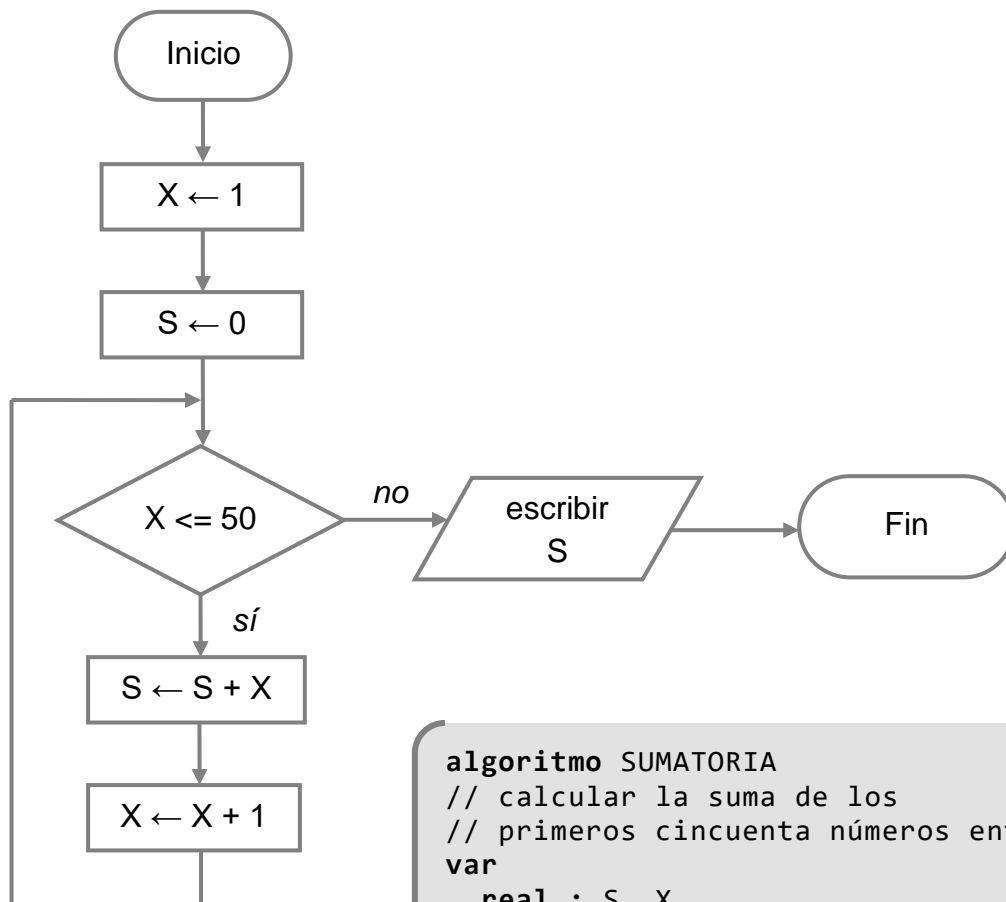 Inicio
X ← 1
S ← 0
X <= 50
no
escribir
S
Fin
sí
S ← S + X
X ← X + 1
algoritmo SUMATORIA
// calcular la suma de los
// primeros cincuenta números
var
real : S, X